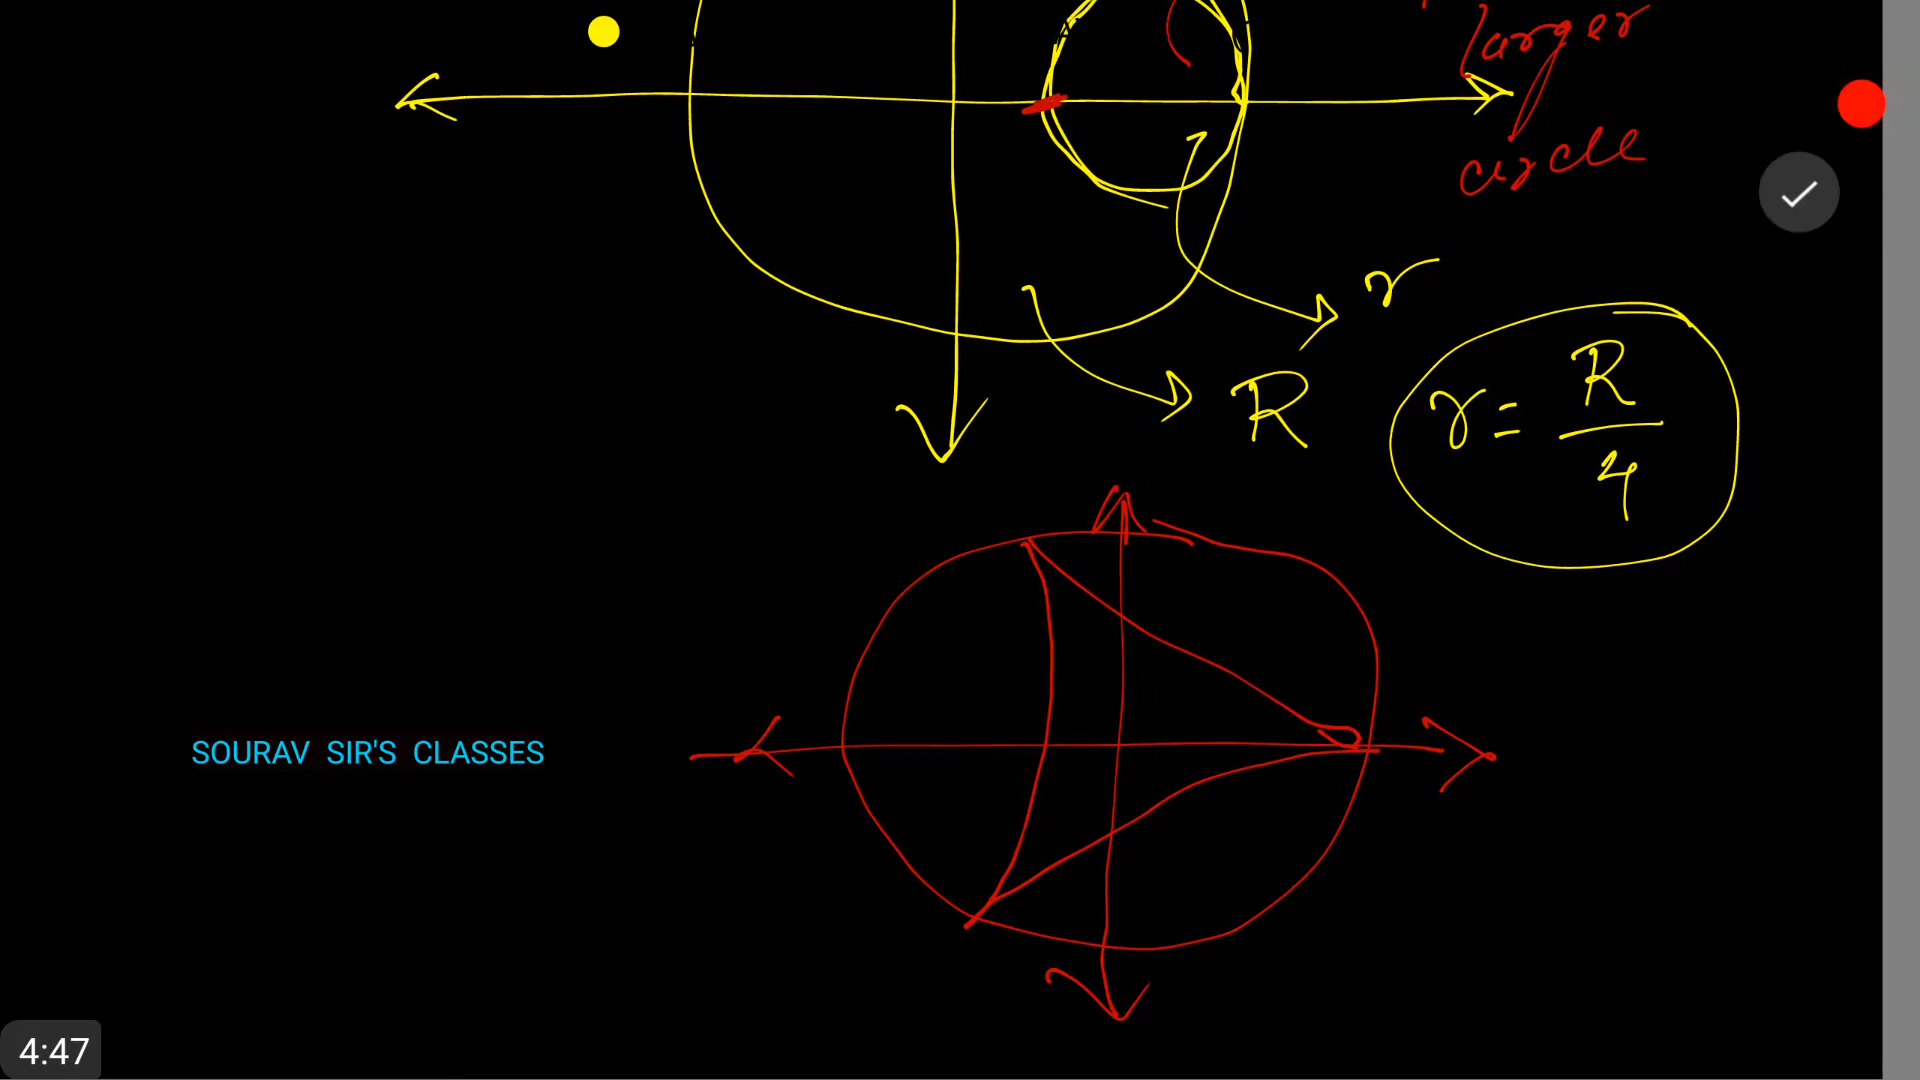 larger
circle
r
R
r = R/4
SOURAV SIR'S CLASSES
4:47